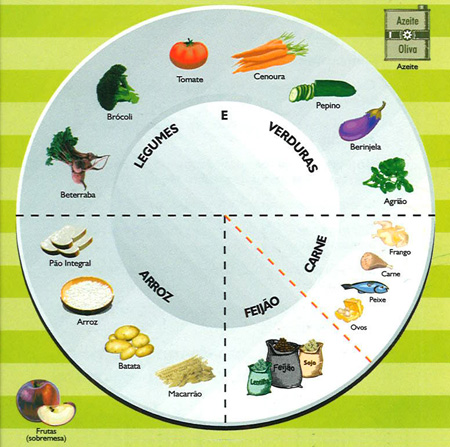 Azeite
Oliva
Azeite
Tomate
Cenoura
Brócoli
Pepino
LEGUMES
E
VERDURAS
Berinjela
Beterraba
Agrião
Pão Integral
Frango
ARROZ
CARNE
Carne
Peixe
Arroz
FEIJÃO
Ovos
Batata
Macarrão
Lentilha
Feijão
Soja
Frutas
(sobremesa)